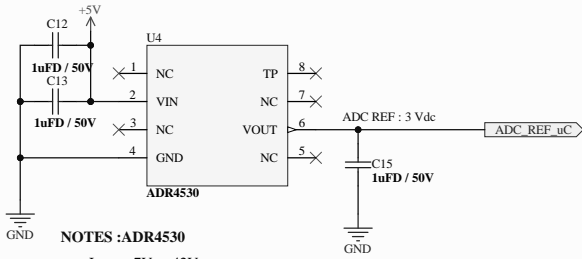 +5V
C12
1uFD / 50V
C13
1uFD / 50V
GND
U4
1 NC
2 VIN
3 NC
4 GND
TP 8
NC 7
VOUT 6
NC 5
ADR4530
ADC REF : 3 Vdc
ADC_REF_uC
C15
1uFD / 50V
GND
NOTES :ADR4530